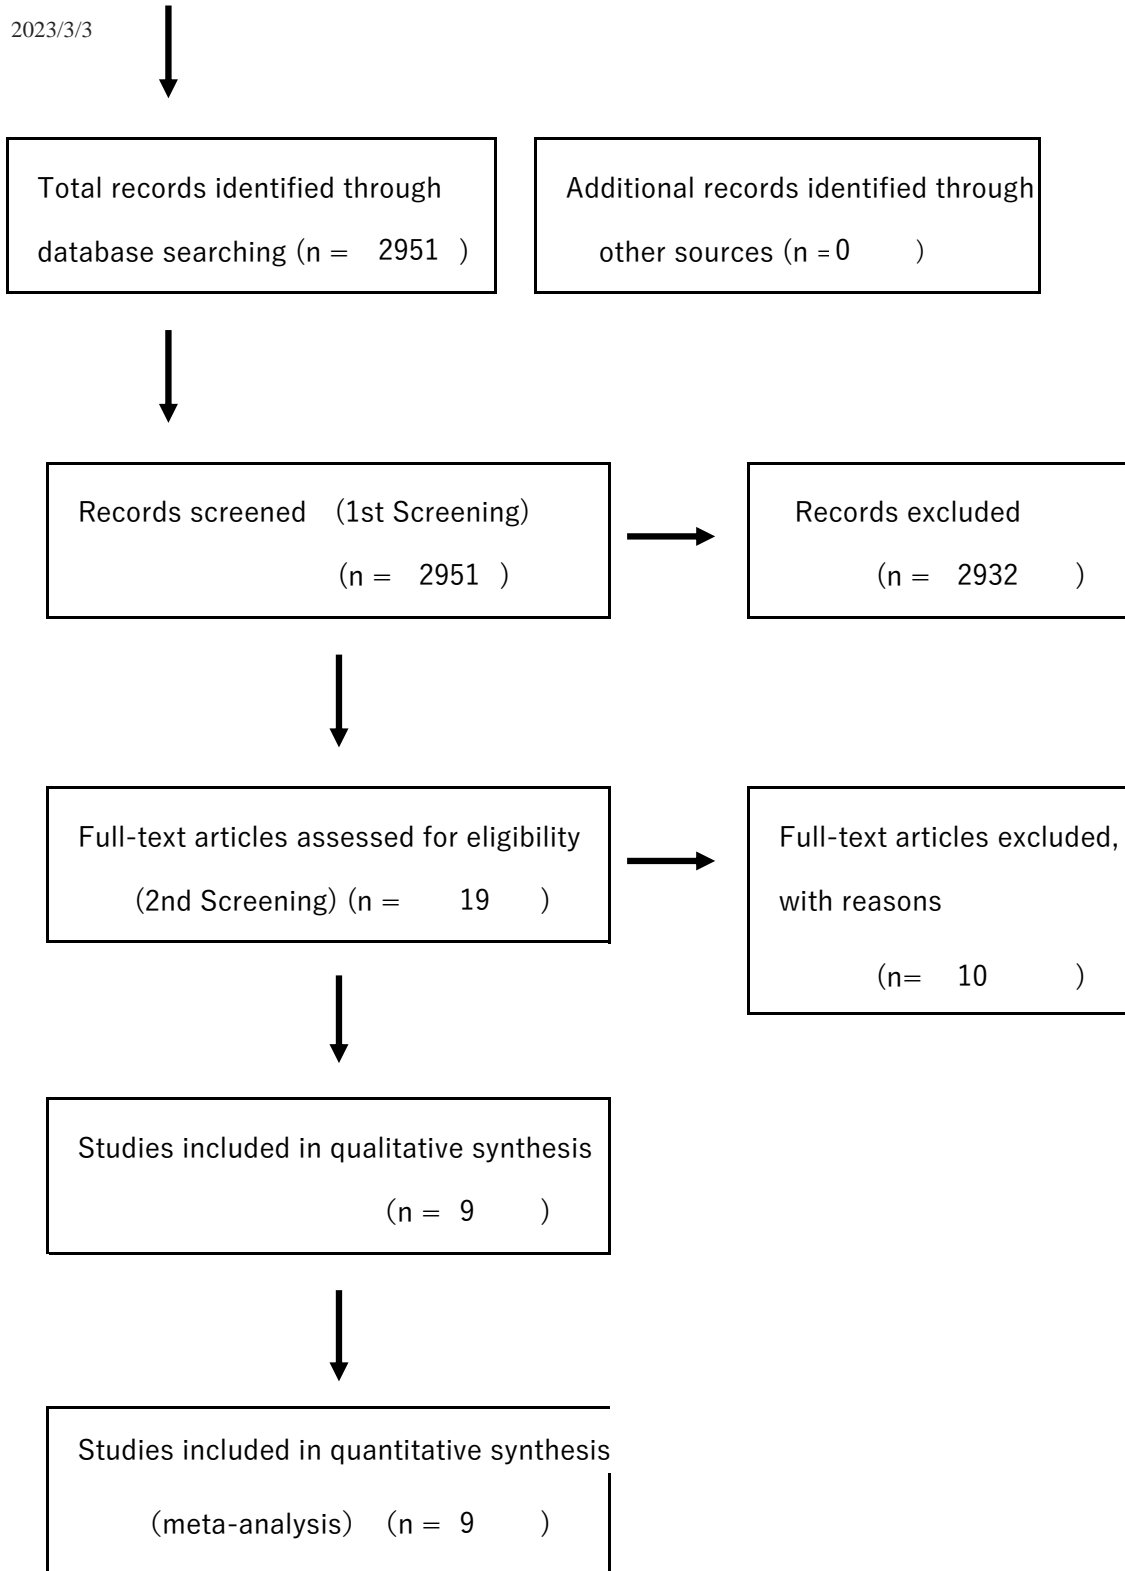 2023/3/3
Total records identified through
database searching (n = 2951 )
Additional records identified through
other sources (n = 0 )
Records screened (1st Screening)
(n = 2951 )
Records excluded
(n = 2932 )
Full-text articles assessed for eligibility
(2nd Screening) (n = 19 )
Full-text articles excluded,
with reasons
(n= 10 )
Studies included in qualitative synthesis
(n = 9 )
Studies included in quantitative synthesis
(meta-analysis) (n = 9 )